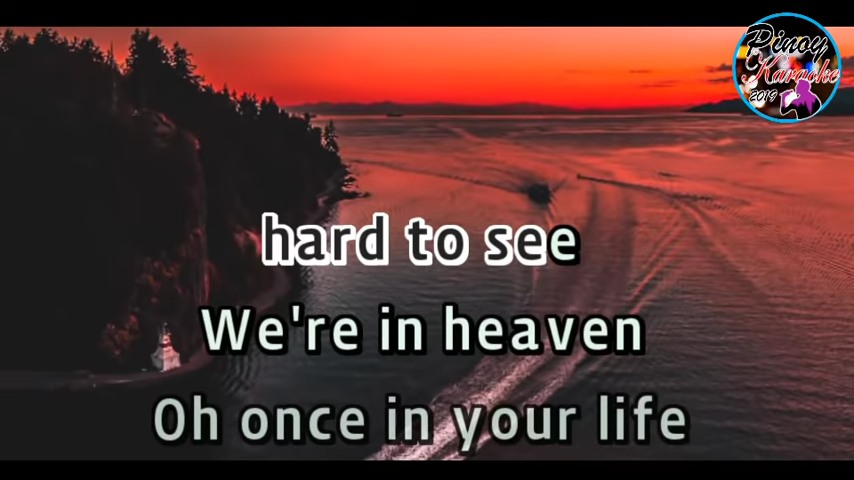 Pinoy
Karaoke
2019
hard to see
We're in heaven
Oh once in your life